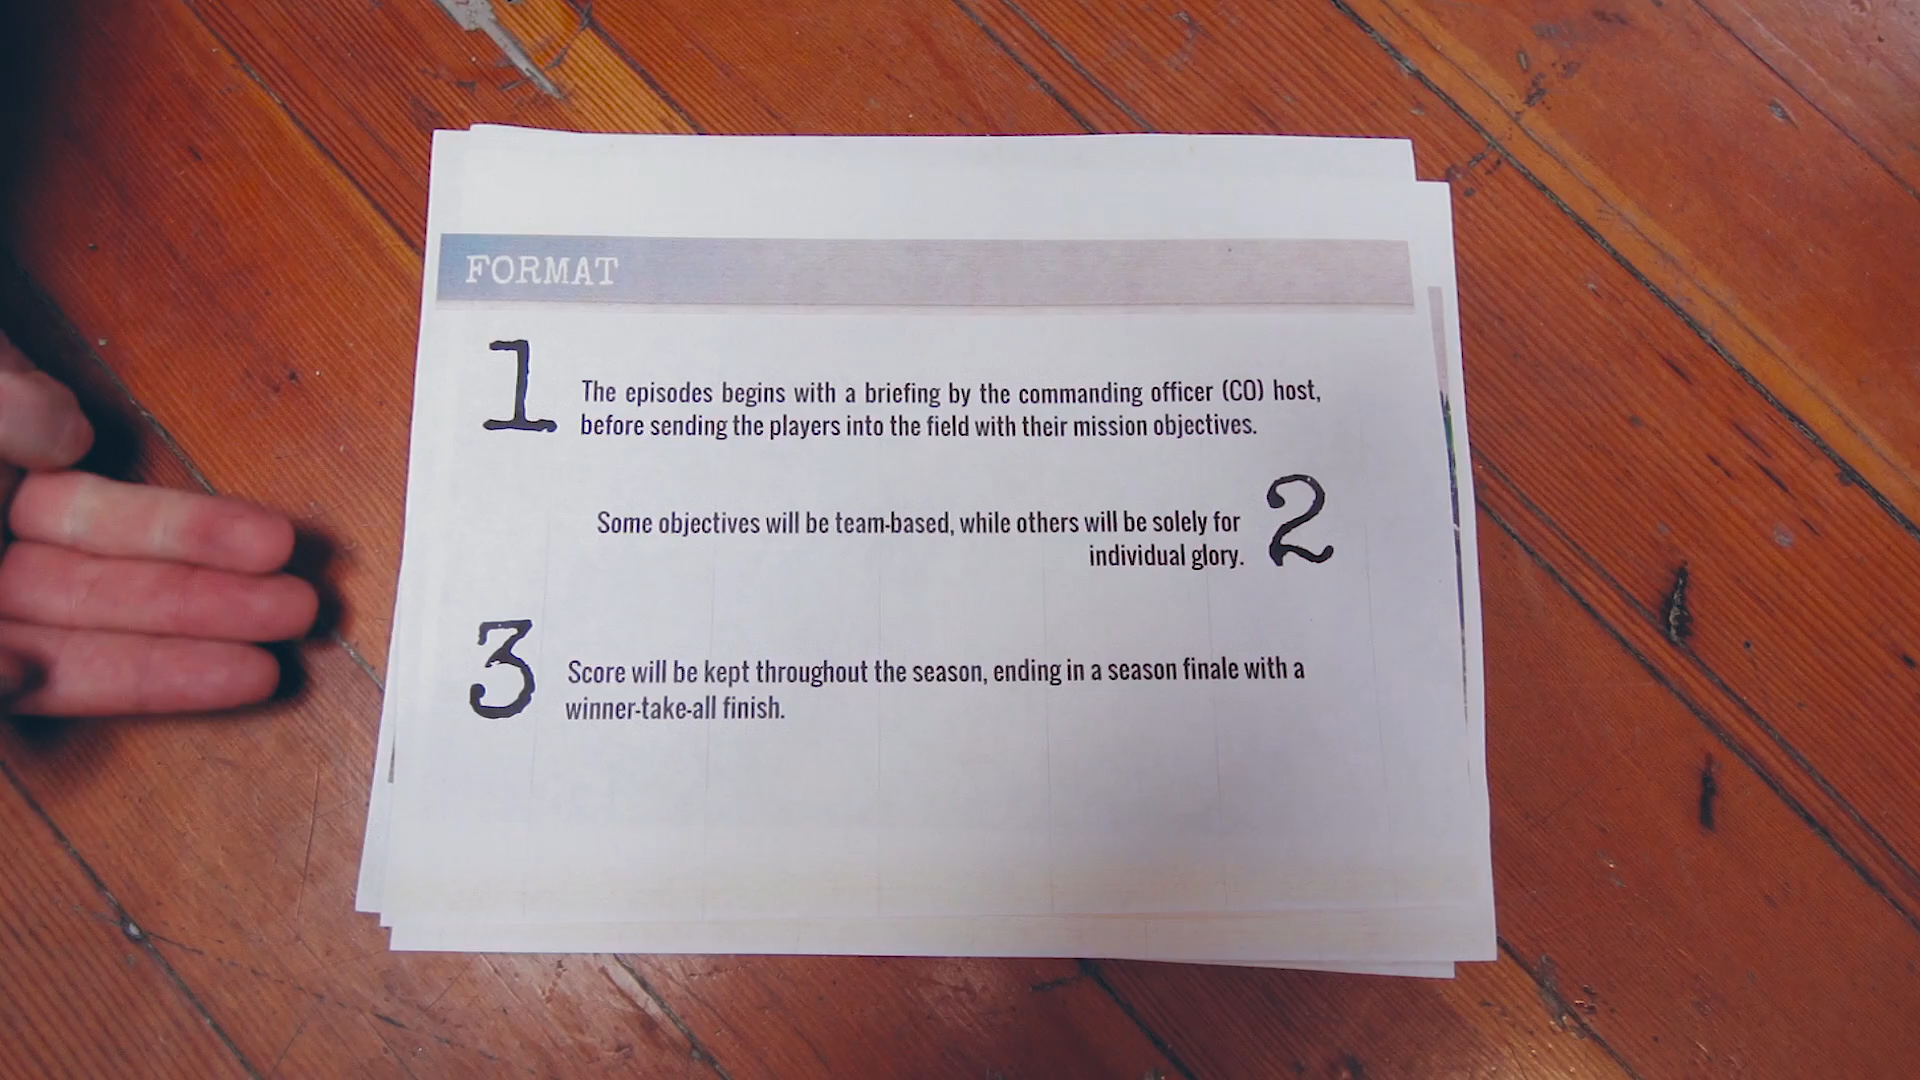 FORMAT
1
The episodes begins with a briefing by the commanding officer (CO) host,
before sending the players into the field with their mission objectives.
2
Some objectives will be team-based, while others will be solely for
individual glory.
3
Score will be kept throughout the season, ending in a season finale with a
winner-take-all finish.